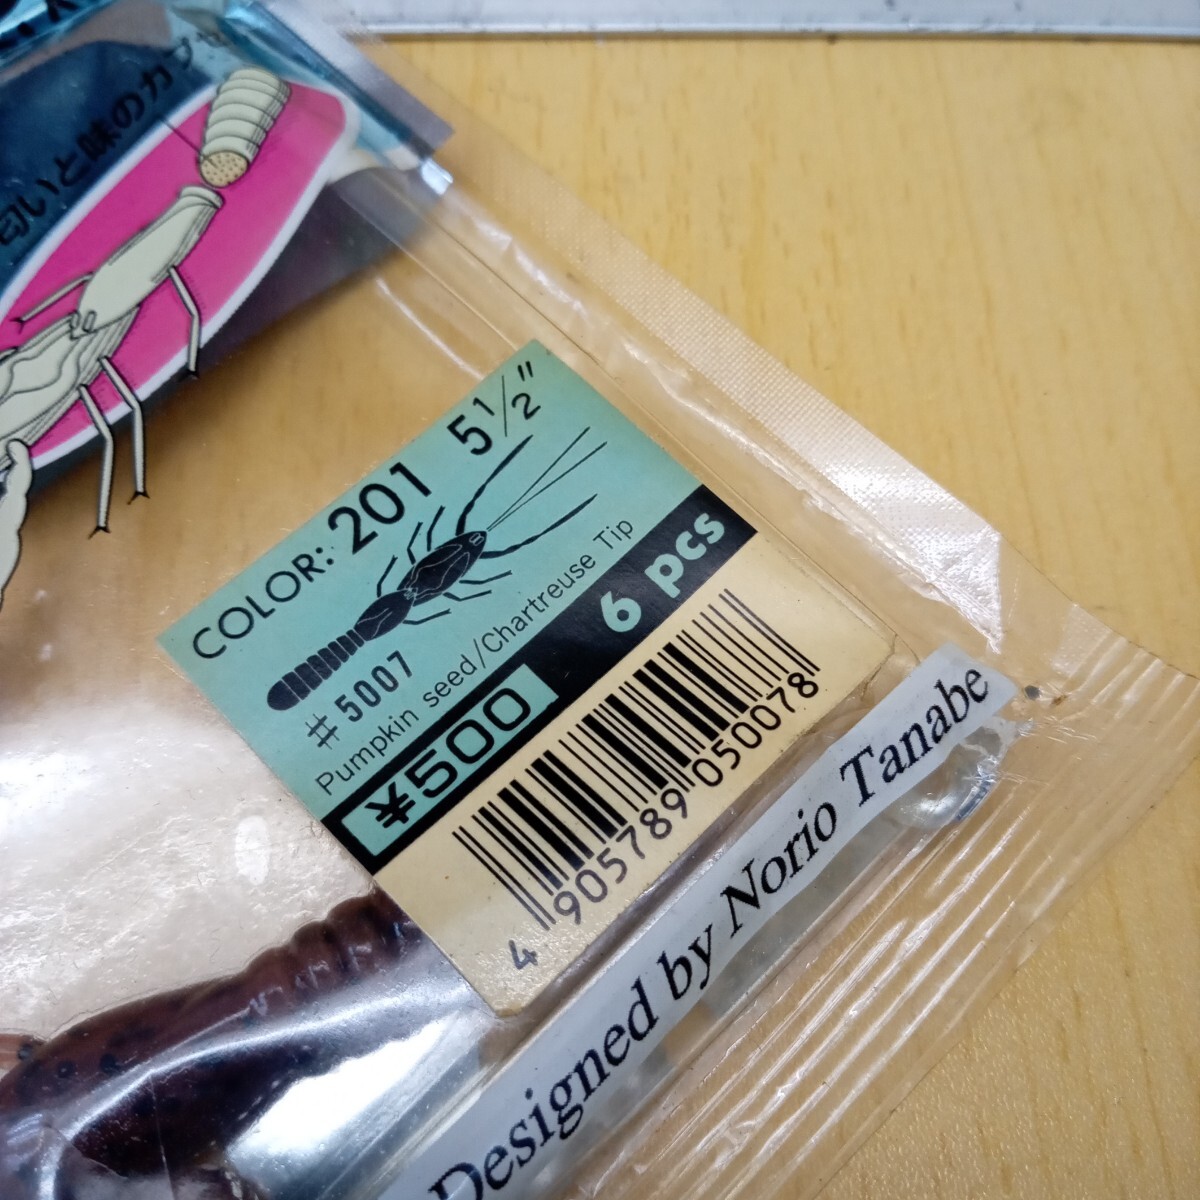 匂いと味のカプ
COLOR: 201 5 1/2"
#5007
Pumpkin seed/Chartreuse Tip
¥500 6 pcs
4 905789 050078
Designed by Norio Tanabe